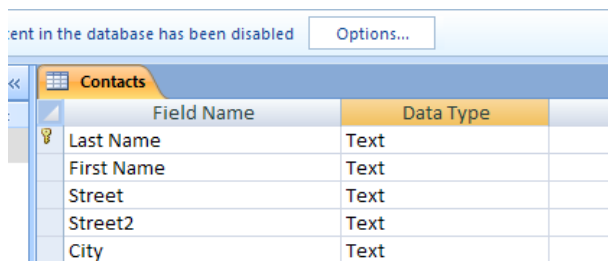 ent in the database has been disabled Options...
«
Contacts
Field Name Data Type
Last Name Text
First Name Text
Street Text
Street2 Text
City Text